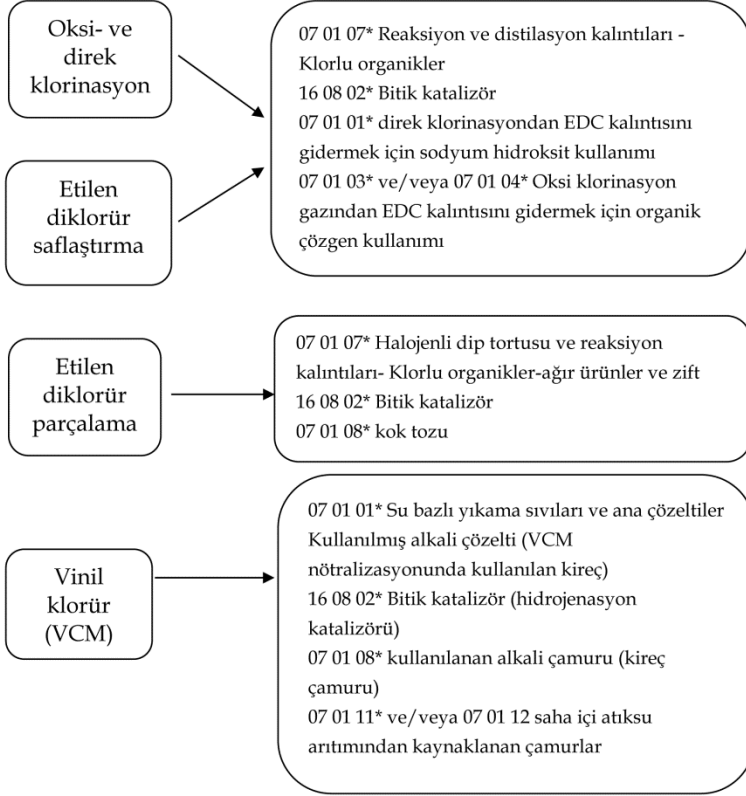 Oksi- ve
direk
klorinasyon
Etilen
diklorür
saflaştırma
07 01 07* Reaksiyon ve distilasyon kalıntıları -
Klorlu organikler
16 08 02* Bitik katalizör
07 01 01* direk klorinasyondan EDC kalıntısını
gidermek için sodyum hidroksit kullanımı
07 01 03* ve/veya 07 01 04* Oksi klorinasyon
gazından EDC kalıntısını gidermek için organik
çözgen kullanımı
Etilen
diklorür
parçalama
07 01 07* Halojenli dip tortusu ve reaksiyon
kalıntıları- Klorlu organikler-ağır ürünler ve zift
16 08 02* Bitik katalizör
07 01 08* kok tozu
Vinil
klorür
(VCM)
07 01 01* Su bazlı yıkama sıvıları ve ana çözeltiler
Kullanılmış alkali çözelti (VCM
nötralizasyonunda kullanılan kireç)
16 08 02* Bitik katalizör (hidrojenasyon
katalizörü)
07 01 08* kullanılanan alkali çamuru (kireç
çamuru)
07 01 11* ve/veya 07 01 12 saha içi atıksu
arıtımından kaynaklanan çamurlar